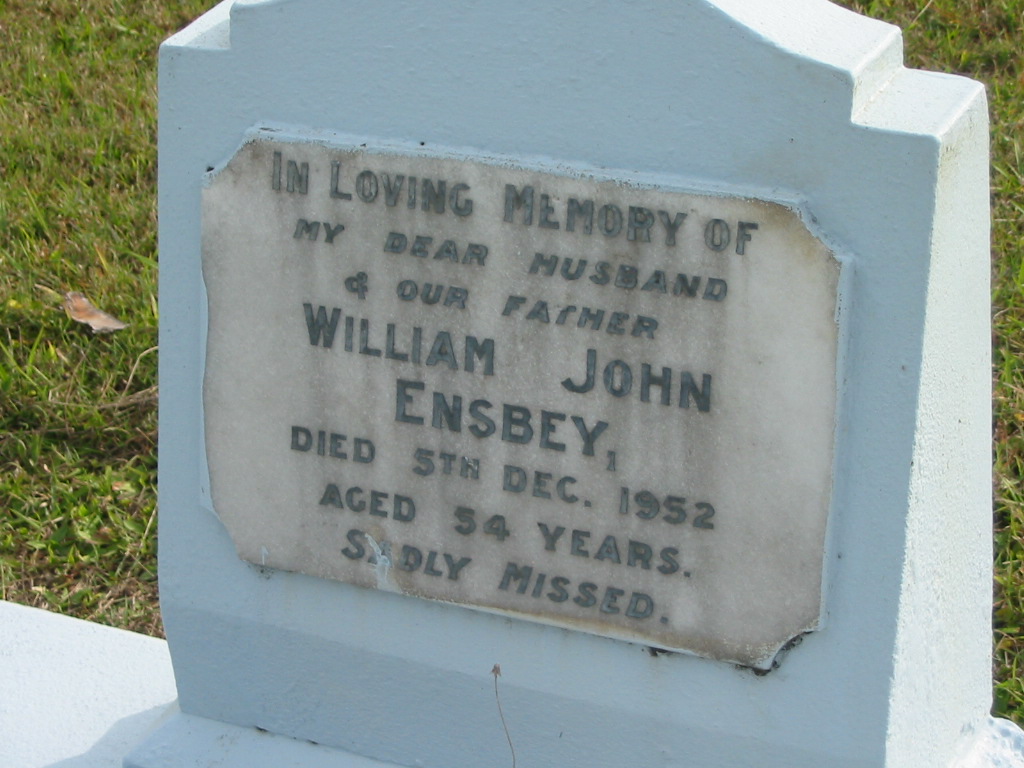 IN LOVING MEMORY OF
MY DEAR HUSBAND
& OUR FATHER
WILLIAM JOHN
ENSBEY,
DIED 5TH DEC. 1952
AGED 54 YEARS.
SADLY MISSED.